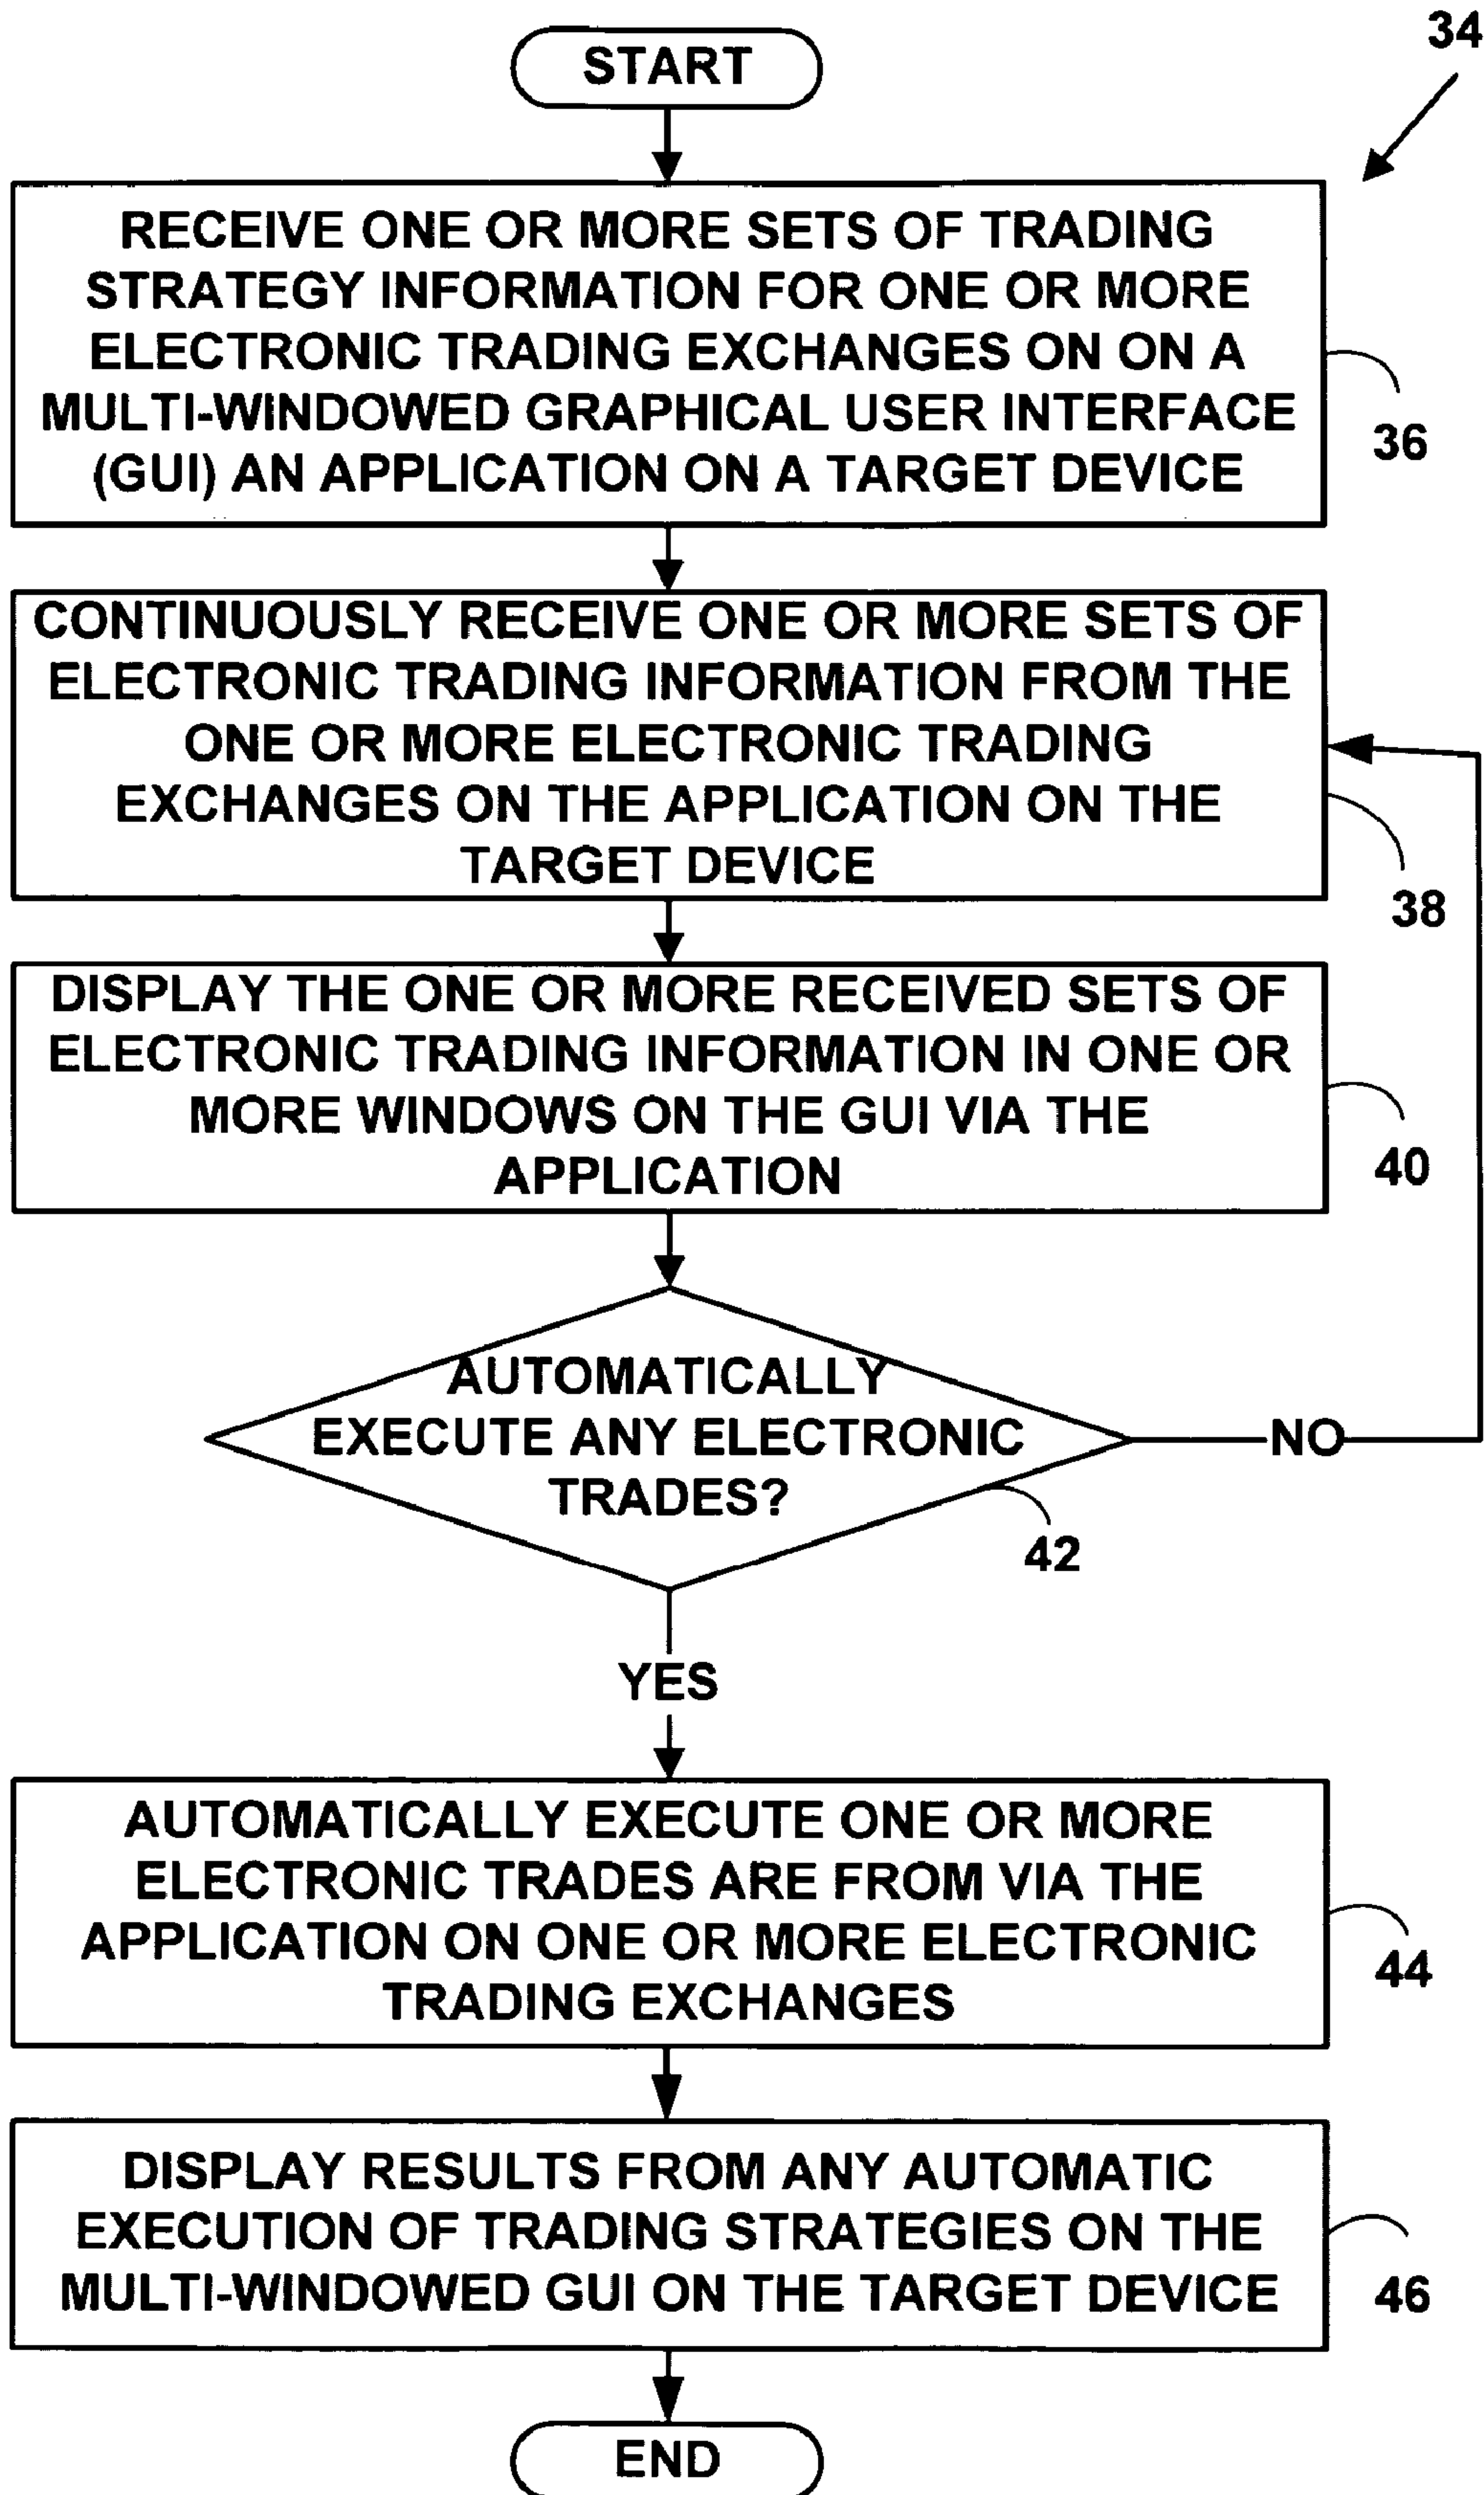 START
34
RECEIVE ONE OR MORE SETS OF TRADING
STRATEGY INFORMATION FOR ONE OR MORE
ELECTRONIC TRADING EXCHANGES ON ON A
MULTI-WINDOWED GRAPHICAL USER INTERFACE
(GUI) AN APPLICATION ON A TARGET DEVICE
36
CONTINUOUSLY RECEIVE ONE OR MORE SETS OF
ELECTRONIC TRADING INFORMATION FROM THE
ONE OR MORE ELECTRONIC TRADING
EXCHANGES ON THE APPLICATION ON THE
TARGET DEVICE
38
DISPLAY THE ONE OR MORE RECEIVED SETS OF
ELECTRONIC TRADING INFORMATION IN ONE OR
MORE WINDOWS ON THE GUI VIA THE
APPLICATION
40
AUTOMATICALLY
EXECUTE ANY ELECTRONIC
TRADES?
NO
42
YES
AUTOMATICALLY EXECUTE ONE OR MORE
ELECTRONIC TRADES ARE FROM VIA THE
APPLICATION ON ONE OR MORE ELECTRONIC
TRADING EXCHANGES
44
DISPLAY RESULTS FROM ANY AUTOMATIC
EXECUTION OF TRADING STRATEGIES ON THE
MULTI-WINDOWED GUI ON THE TARGET DEVICE
46
END